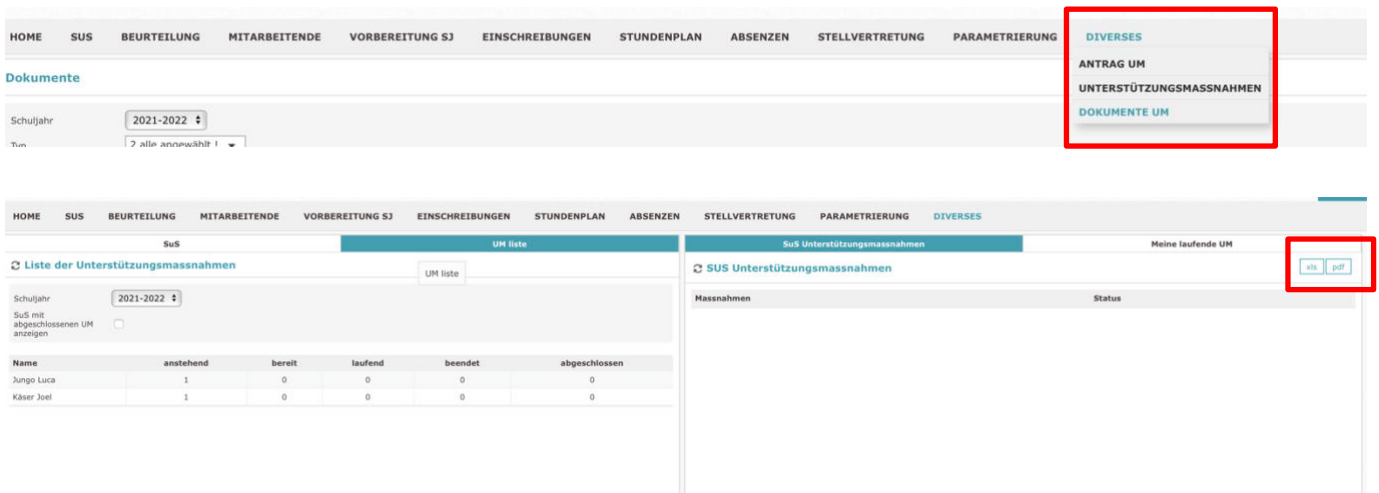 HOME SUS BEURTEILUNG MITARBEITENDE VORBEREITUNG SJ EINSCHREIBUNGEN STUNDENPLAN ABSENZEN STELLVERTRETUNG PARAMETRIERUNG DIVERSES
ANTRAG UM
UNTERSTÜTZUNGSMASSNAHMEN
DOKUMENTE UM
Dokumente
Schuljahr 2021-2022
Typ 2 alle angewählt !
HOME SUS BEURTEILUNG MITARBEITENDE VORBEREITUNG SJ EINSCHREIBUNGEN STUNDENPLAN ABSENZEN STELLVERTRETUNG PARAMETRIERUNG DIVERSES
SuS UM liste SuS Unterstützungsmassnahmen Meine laufende UM
Liste der Unterstützungsmassnahmen
UM liste
Schuljahr 2021-2022
SuS mit
abgeschlossenen UM
anzeigen
Name anstehend bereit laufend beendet abgeschlossen
Jungo Luca 1 0 0 0 0
Käser Joel 1 0 0 0 0
SUS Unterstützungsmassnahmen xls pdf
Massnahmen Status